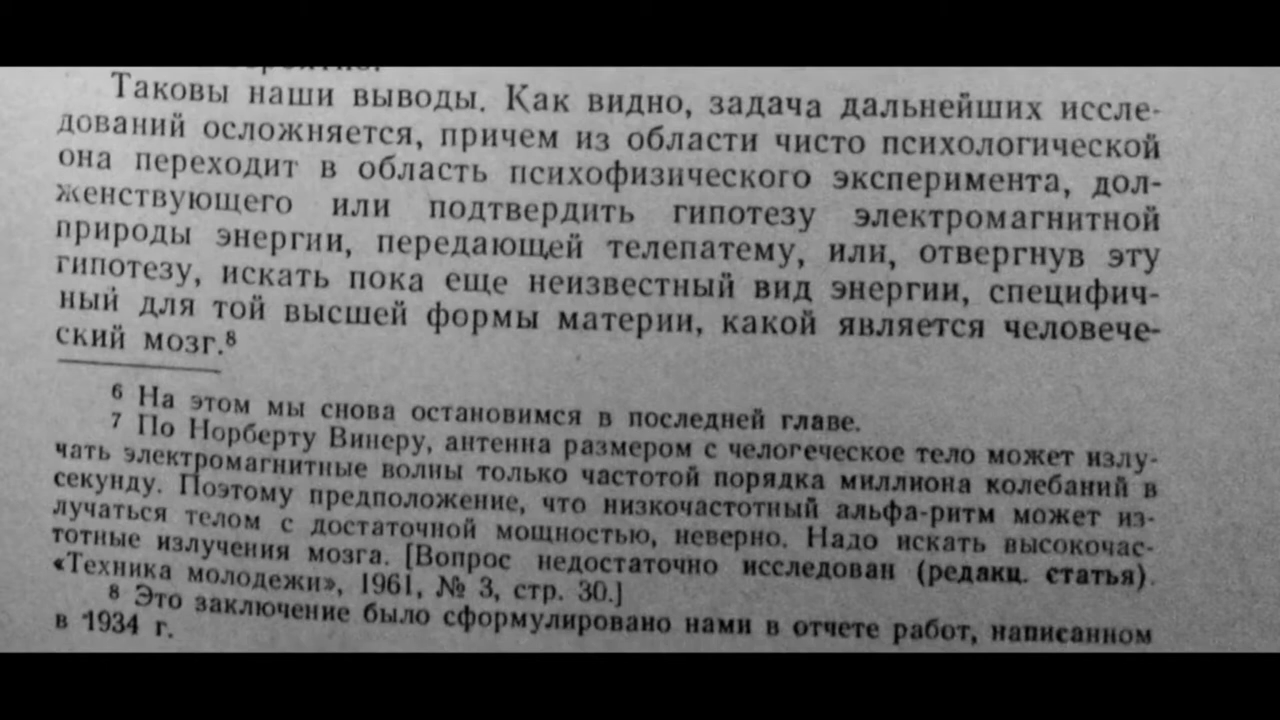 Таковы наши выводы. Как видно, задача дальнейших иссле-
дований осложняется, причем из области чисто психологической
она переходит в область психофизического эксперимента, дол-
женствующего или подтвердить гипотезу электромагнитной
природы энергии, передающей телепатему, или, отвергнув эту
гипотезу, искать пока еще неизвестный вид энергии, специфич-
ный для той высшей формы материи, какой является человече-
ский мозг.⁸
⁶ На этом мы снова остановимся в последней главе.
⁷ По Норберту Винеру, антенна размером с челогеческое тело может излу-
чать электромагнитные волны только частотой порядка миллиона колебаний в
секунду. Поэтому предположение, что низкочастотный альфа-ритм может из-
лучаться телом с достаточной мощностью, неверно. Надо искать высокочас-
тотные излучения мозга. [Вопрос недостаточно исследован (редакц. статья).
«Техника молодежи», 1961, № 3, стр. 30.]
⁸ Это заключение было сформулировано нами в отчете работ, написанном
в 1934 г.